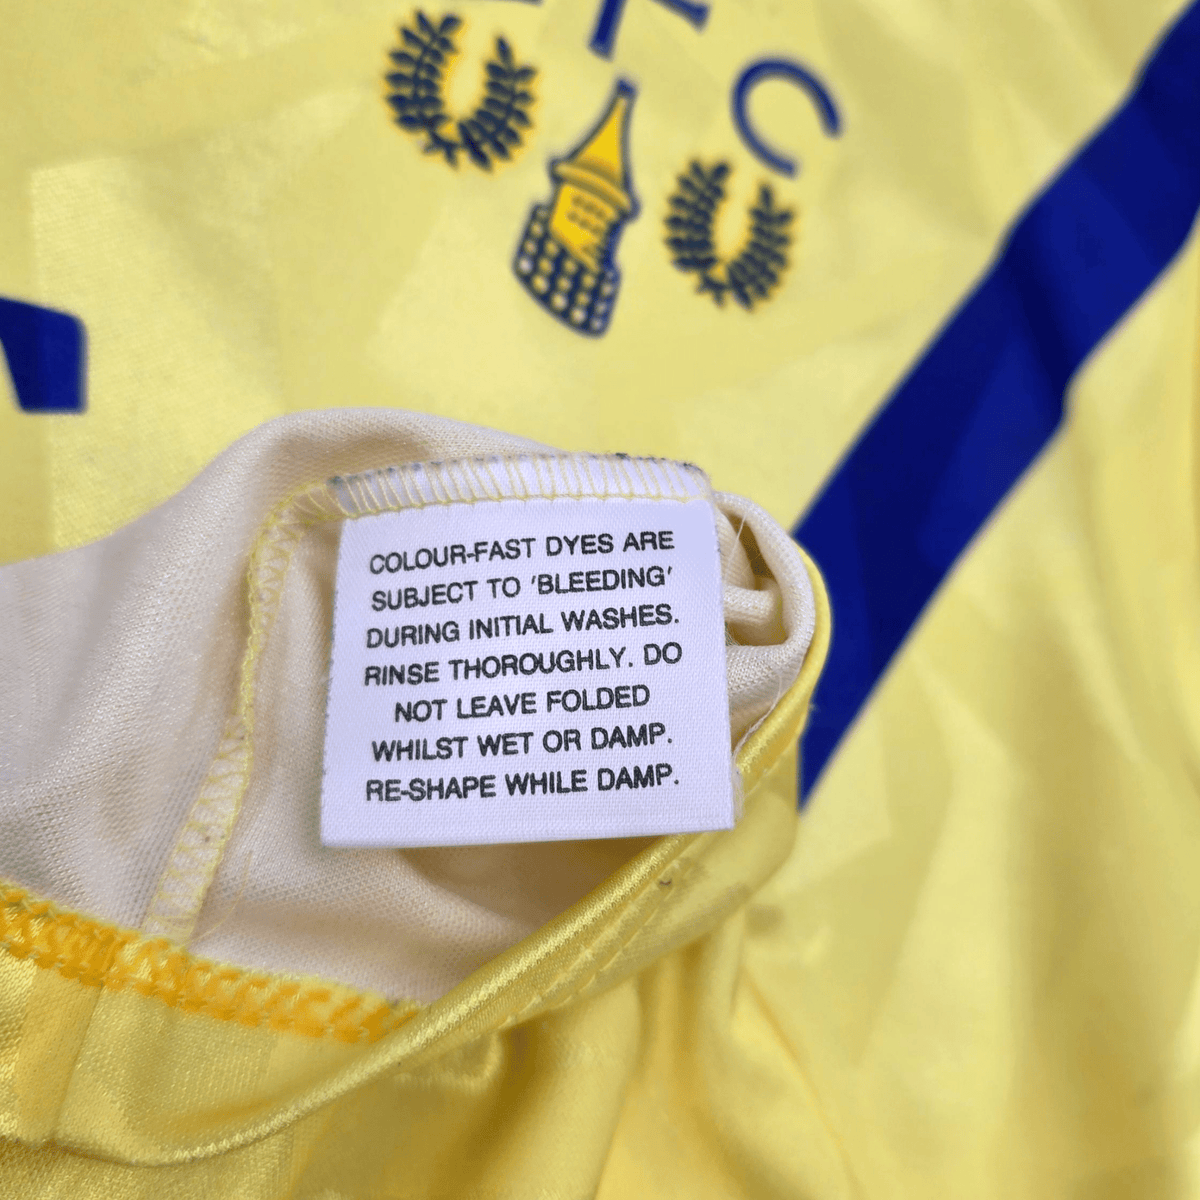 C
COLOUR-FAST DYES ARE
SUBJECT TO 'BLEEDING'
DURING INITIAL WASHES.
RINSE THOROUGHLY. DO
NOT LEAVE FOLDED
WHILST WET OR DAMP.
RE-SHAPE WHILE DAMP.